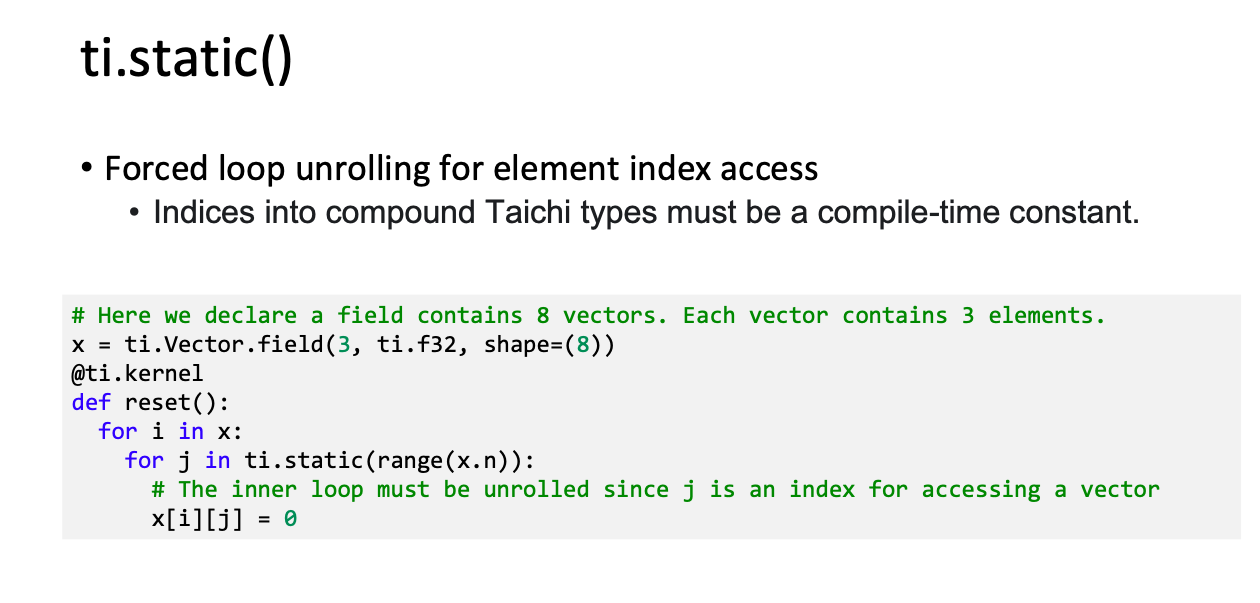 ti.static()
• Forced loop unrolling for element index access
• Indices into compound Taichi types must be a compile-time constant.
# Here we declare a field contains 8 vectors. Each vector contains 3 elements.
x = ti.Vector.field(3, ti.f32, shape=(8))
@ti.kernel
def reset():
  for i in x:
    for j in ti.static(range(x.n)):
      # The inner loop must be unrolled since j is an index for accessing a vector
      x[i][j] = 0